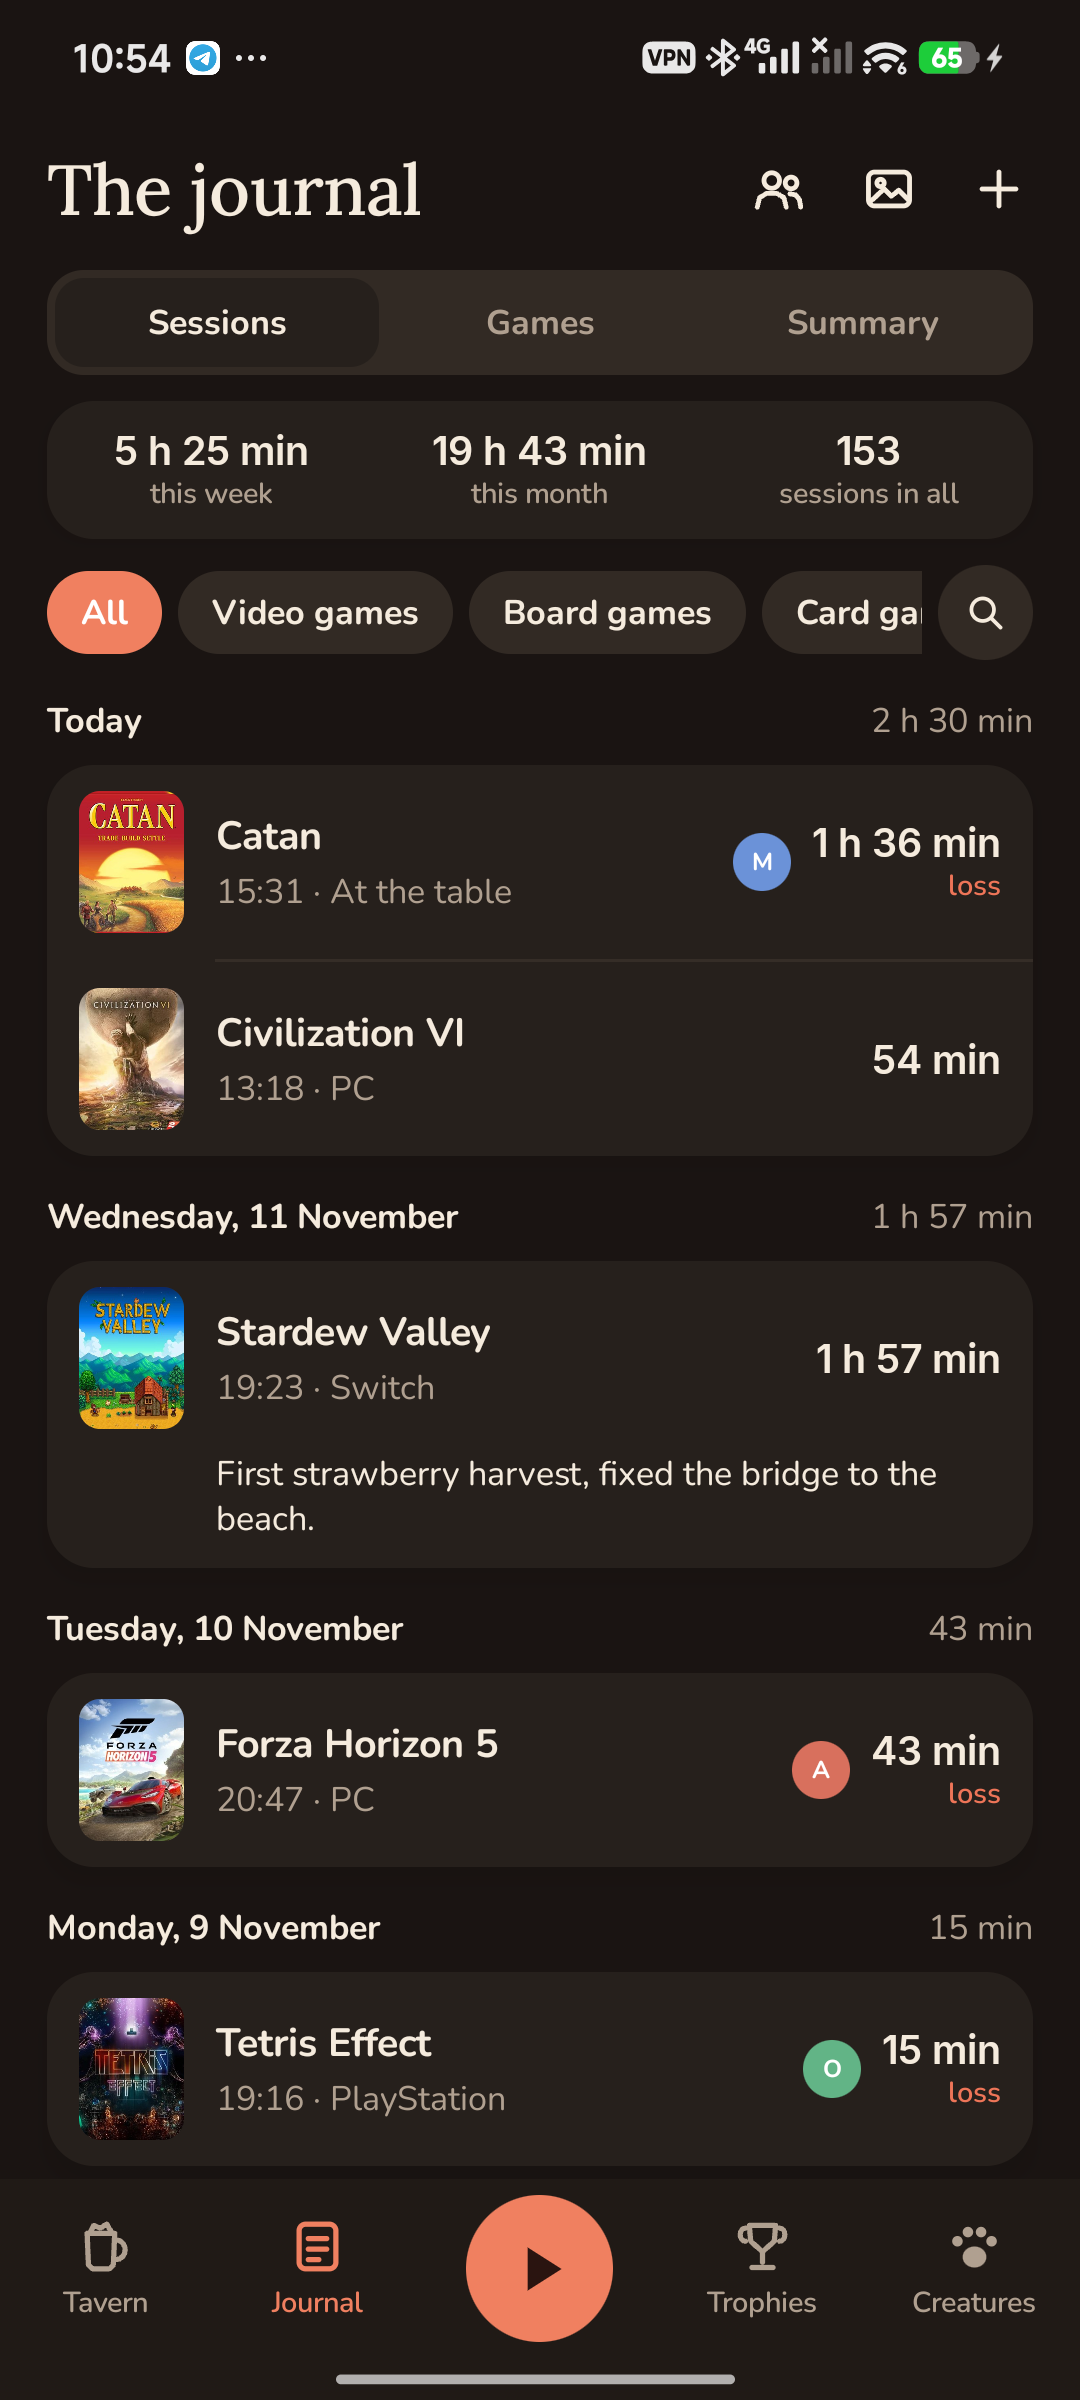 10:54
VPN 4G 6 65
The journal
Sessions Games Summary
5 h 25 min 19 h 43 min 153
this week this month sessions in all
All Video games Board games Card gar
Today 2 h 30 min
CATAN
TRADE BUILD SETTLE
Catan
15:31 · At the table
M
1 h 36 min
loss
CIVILIZATION VI
Civilization VI
13:18 · PC
54 min
Wednesday, 11 November 1 h 57 min
STARDEW
VALLEY
Stardew Valley
19:23 · Switch
1 h 57 min
First strawberry harvest, fixed the bridge to the
beach.
Tuesday, 10 November 43 min
FORZA
HORIZON 5
Forza Horizon 5
20:47 · PC
A
43 min
loss
Monday, 9 November 15 min
TETRIS
EFFECT
Tetris Effect
19:16 · PlayStation
O
15 min
loss
Tavern Journal Trophies Creatures